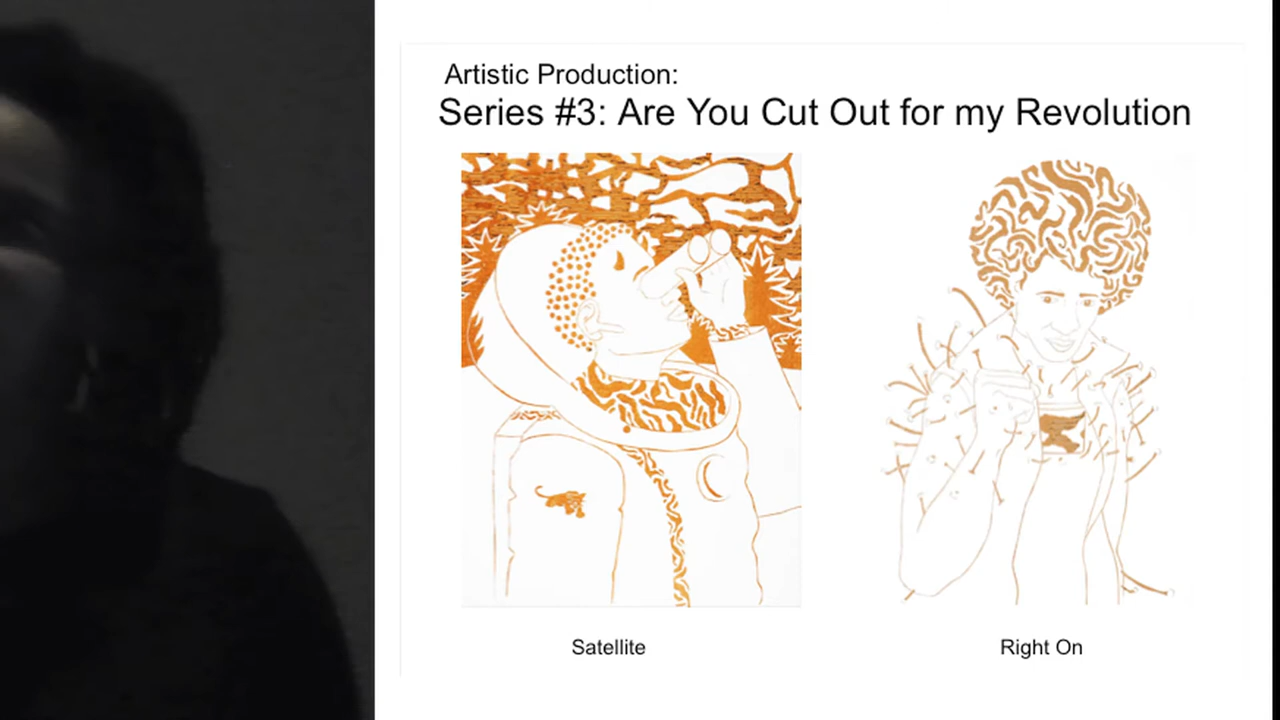 Artistic Production:
Series #3: Are You Cut Out for my Revolution
Satellite
Right On